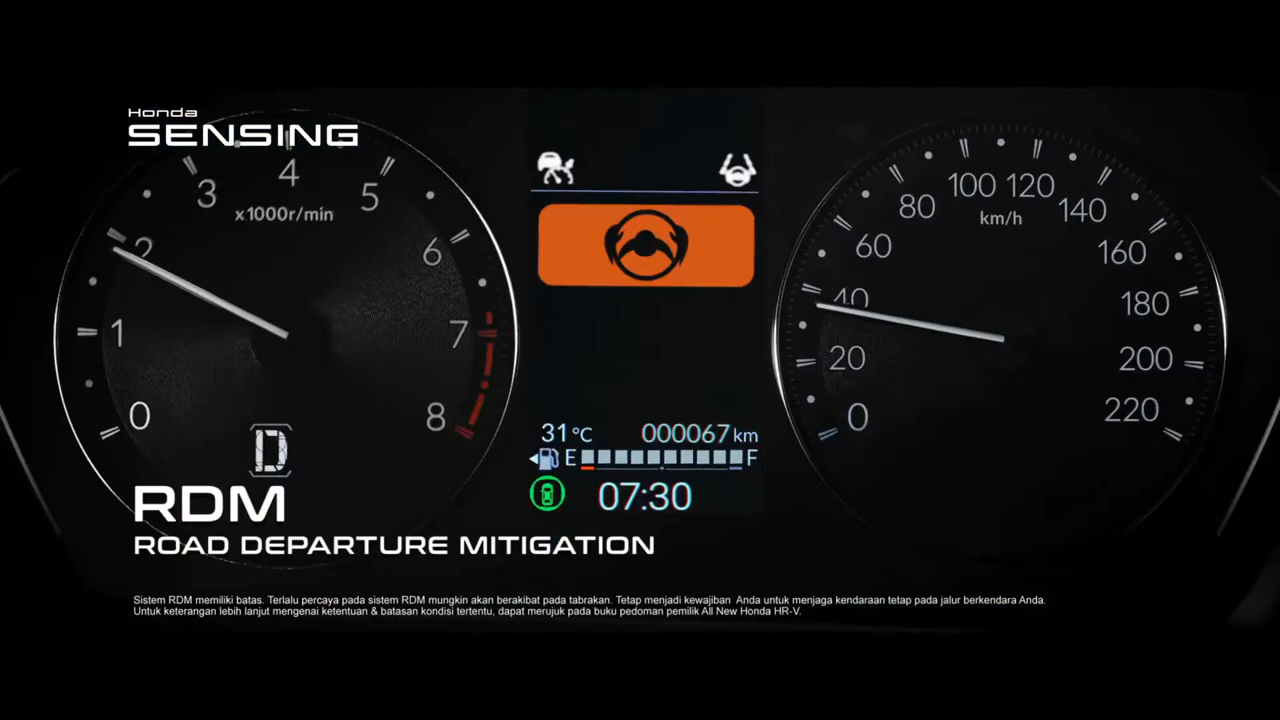 Honda
SENSING
0
1
2
3
4
5
6
7
8
x1000r/min
D
31°C
000067 km
E F
07:30
0
20
40
60
80
100
120
140
160
180
200
220
km/h
RDM
ROAD DEPARTURE MITIGATION
Sistem RDM memiliki batas. Terlalu percaya pada sistem RDM mungkin akan berakibat pada tabrakan. Tetap menjadi kewajiban Anda untuk menjaga kendaraan tetap pada jalur berkendara Anda.
Untuk keterangan lebih lanjut mengenai ketentuan & batasan kondisi tertentu, dapat merujuk pada buku pedoman pemilik All New Honda HR-V.